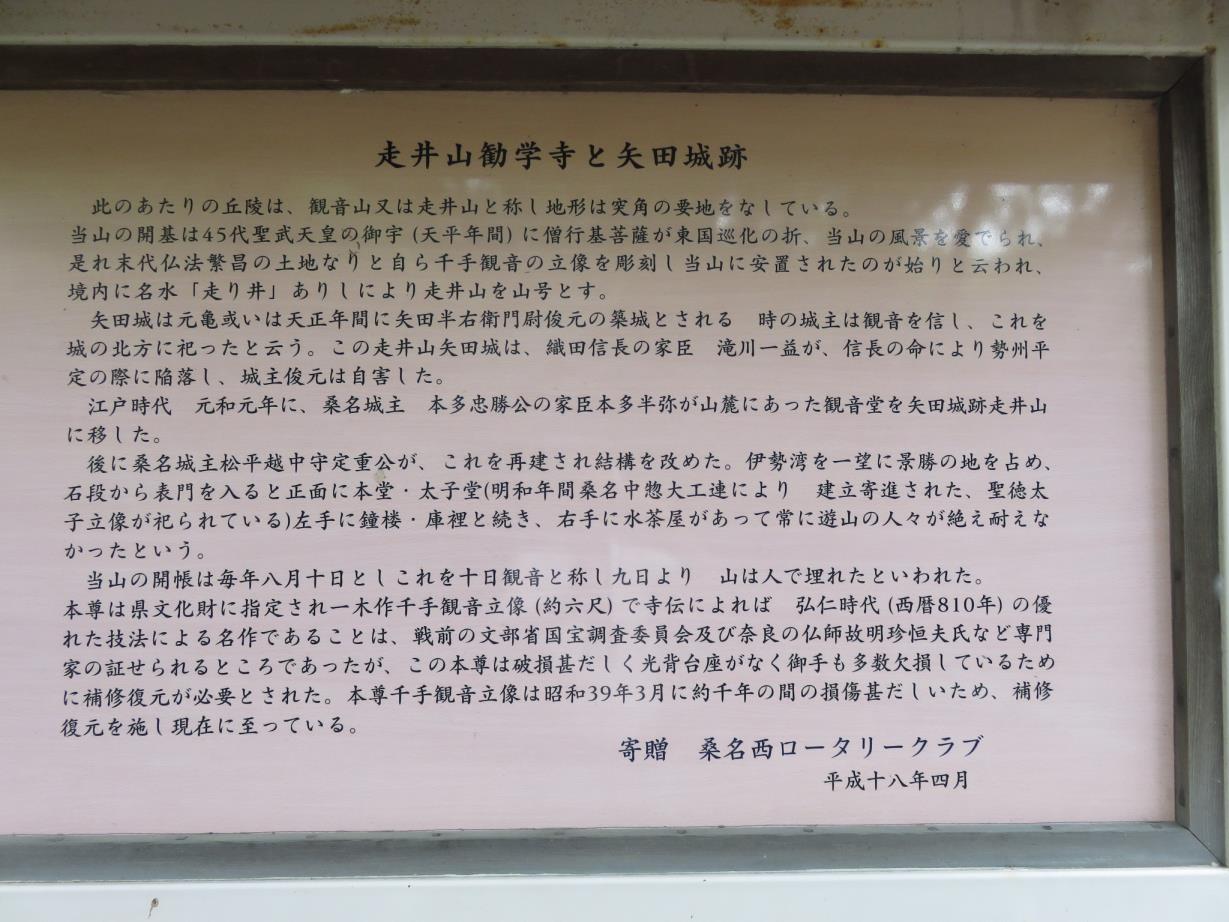 走井山勧学寺と矢田城跡
此のあたりの丘陵は、観音山又は走井山と称し地形は突角の要地をなしている。
当山の開基は45代聖武天皇の御宇(天平年間)に僧行基菩薩が東国巡化の折、当山の風景を愛でられ、
是れ末代仏法繁昌の土地なりと自ら千手観音の立像を彫刻し当山に安置されたのが始りと云われ、
境内に名水「走り井」ありしにより走井山を山号とす。
矢田城は元亀或いは天正年間に矢田半右衛門尉俊元の築城とされる　時の城主は観音を信し、これを
城の北方に祀ったと云う。この走井山矢田城は、織田信長の家臣　滝川一益が、信長の命により勢州平
定の際に陥落し、城主俊元は自害した。
江戸時代　元和元年に、桑名城主　本多忠勝公の家臣本多半弥が山麓にあった観音堂を矢田城跡走井山
に移した。
後に桑名城主松平越中守定重公が、これを再建され結構を改めた。伊勢湾を一望に景勝の地を占め、
石段から表門を入ると正面に本堂・太子堂(明和年間桑名中惣大工連により　建立寄進された、聖徳太
子立像が祀られている)左手に鐘楼・庫裡と続き、右手に水茶屋があって常に遊山の人々が絶え耐えな
かったという。
当山の開帳は毎年八月十日としこれを十日観音と称し九日より　山は人で埋れたといわれた。
本尊は県文化財に指定され一木作千手観音立像(約六尺)で寺伝によれば　弘仁時代(西暦810年)の優
れた技法による名作であることは、戦前の文部省国宝調査委員会及び奈良の仏師故明珍恒夫氏など専門
家の証せられるところであったが、この本尊は破損甚だしく光背台座がなく御手も多数欠損しているため
に補修復元が必要とされた。本尊千手観音立像は昭和39年3月に約千年の間の損傷甚だしいため、補修
復元を施し現在に至っている。
寄贈　桑名西ロータリークラブ
平成十八年四月